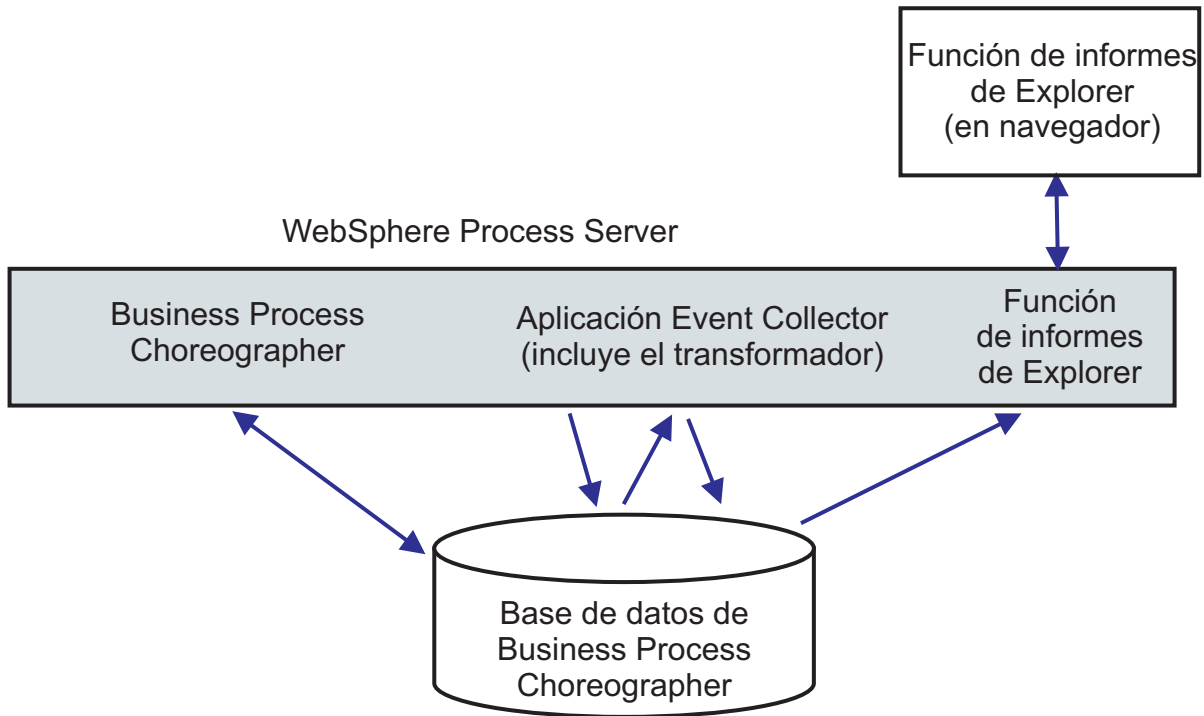 Función de informes
de Explorer
(en navegador)
WebSphere Process Server
Business Process
Choreographer
Aplicación Event Collector
(incluye el transformador)
Función
de informes
de Explorer
Base de datos de
Business Process
Choreographer